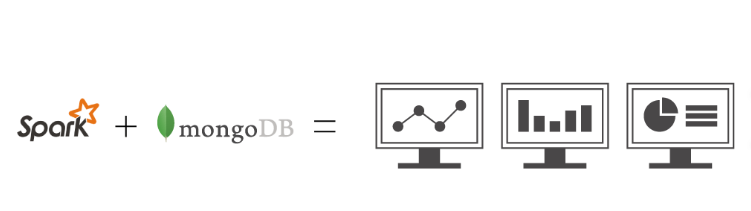 Spark + mongoDB =